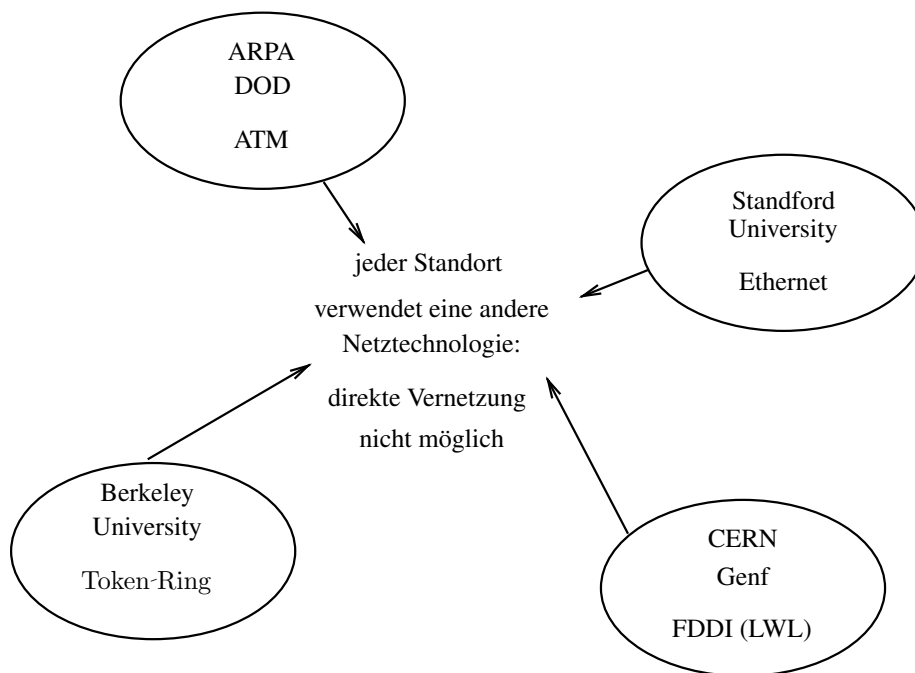 ARPA
DOD
ATM
Standford
University
Ethernet
jeder Standort
verwendet eine andere
Netztechnologie:
direkte Vernetzung
nicht möglich
Berkeley
University
Token-Ring
CERN
Genf
FDDI (LWL)